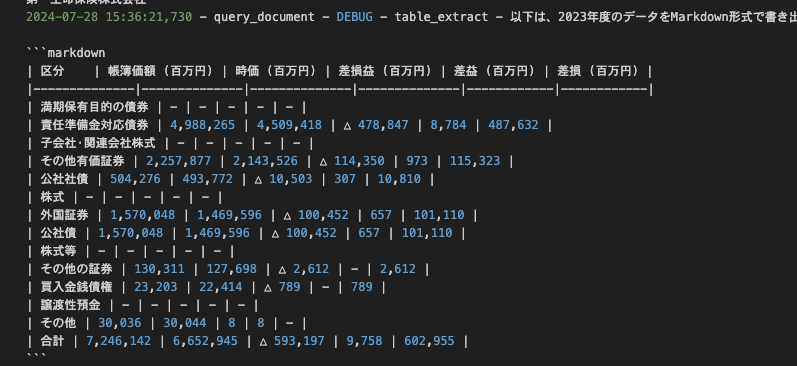 2024-07-28 15:36:21,730 - query_document - DEBUG - table_extract - 以下は、2023年度のデータをMarkdown形式で書き出
```markdown
| 区分    | 帳簿価額 (百万円) | 時価 (百万円) | 差損益 (百万円) | 差益 (百万円) | 差損 (百万円) |
|--------------|--------------|--------------|--------------|------------|------------|
| 満期保有目的の債券 | - | - | - | - | - |
| 責任準備金対応債券 | 4,988,265 | 4,509,418 | △ 478,847 | 8,784 | 487,632 |
| 子会社・関連会社株式 | - | - | - | - | - |
| その他有価証券 | 2,257,877 | 2,143,526 | △ 114,350 | 973 | 115,323 |
| 公社社債 | 504,276 | 493,772 | △ 10,503 | 307 | 10,810 |
| 株式 | - | - | - | - | - |
| 外国証券 | 1,570,048 | 1,469,596 | △ 100,452 | 657 | 101,110 |
| 公社債 | 1,570,048 | 1,469,596 | △ 100,452 | 657 | 101,110 |
| 株式等 | - | - | - | - | - |
| その他の証券 | 130,311 | 127,698 | △ 2,612 | - | 2,612 |
| 買入金銭債権 | 23,203 | 22,414 | △ 789 | - | 789 |
| 譲渡性預金 | - | - | - | - | - |
| その他 | 30,036 | 30,044 | 8 | 8 | - |
| 合計 | 7,246,142 | 6,652,945 | △ 593,197 | 9,758 | 602,955 |
```